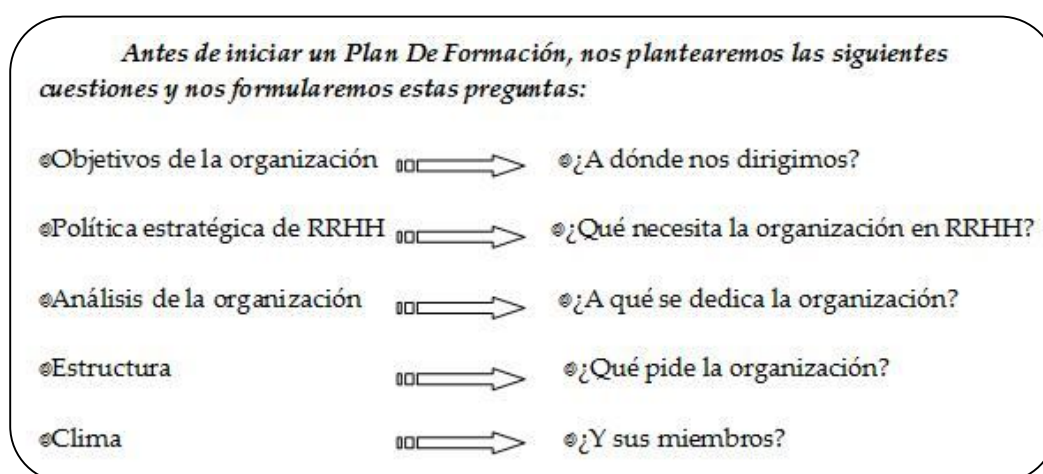 Antes de iniciar un Plan De Formación, nos plantearemos las siguientes
cuestiones y nos formularemos estas preguntas:
Objetivos de la organización ¿A dónde nos dirigimos?
Política estratégica de RRHH ¿Qué necesita la organización en RRHH?
Análisis de la organización ¿A qué se dedica la organización?
Estructura ¿Qué pide la organización?
Clima ¿Y sus miembros?